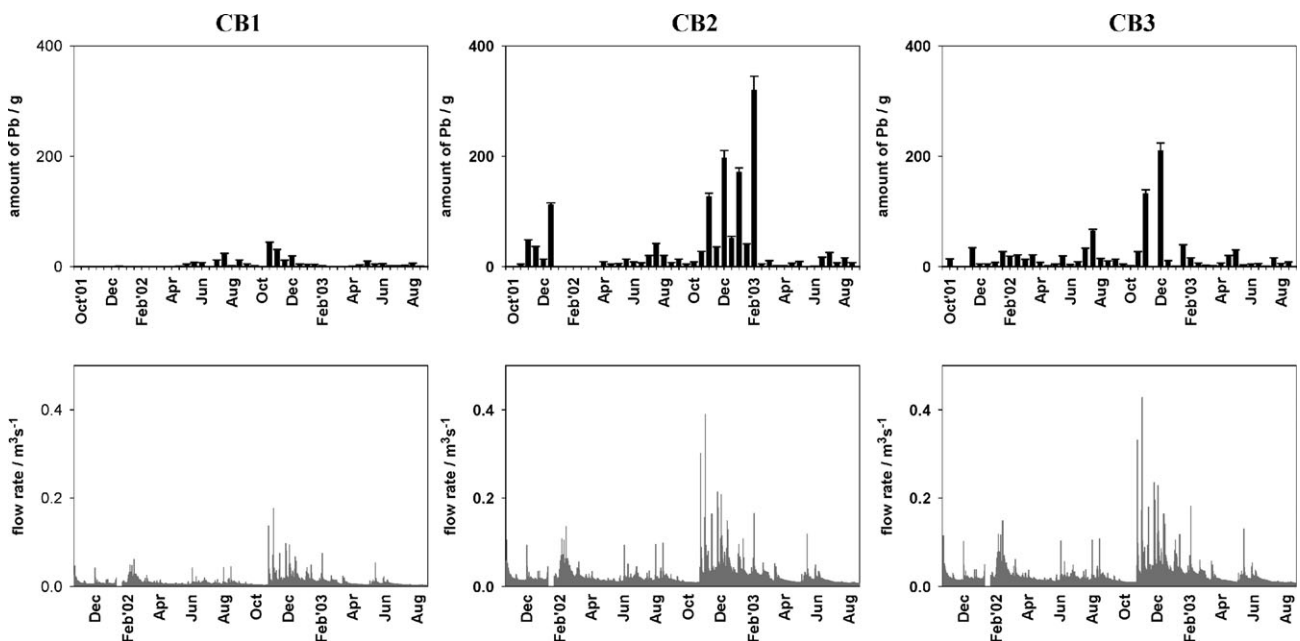 CB1
CB2
CB3
amount of Pb / g
400
200
0
Oct'01
Dec
Feb'02
Apr
Jun
Aug
Oct
Dec
Feb'03
Apr
Jun
Aug
amount of Pb / g
400
200
0
Oct'01
Dec
Feb'02
Apr
Jun
Aug
Oct
Dec
Feb'03
Apr
Jun
Aug
amount of Pb / g
400
200
0
Oct'01
Dec
Feb'02
Apr
Jun
Aug
Oct
Dec
Feb'03
Apr
Jun
Aug
flow rate / m³s⁻¹
0.4
0.2
0.0
Dec
Feb'02
Apr
Jun
Aug
Oct
Dec
Feb'03
Apr
Jun
Aug
flow rate / m³s⁻¹
0.4
0.2
0.0
Dec
Feb'02
Apr
Jun
Aug
Oct
Dec
Feb'03
Apr
Jun
Aug
flow rate / m³s⁻¹
0.4
0.2
0.0
Dec
Feb'02
Apr
Jun
Aug
Oct
Dec
Feb'03
Apr
Jun
Aug